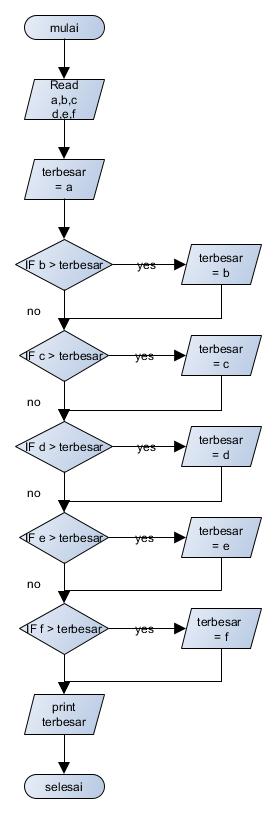 mulai
Read
a,b,c
d,e,f
terbesar
= a
IF b > terbesar
yes
terbesar
= b
no
IF c > terbesar
yes
terbesar
= c
no
IF d > terbesar
yes
terbesar
= d
no
IF e > terbesar
yes
terbesar
= e
no
IF f > terbesar
yes
terbesar
= f
print
terbesar
selesai